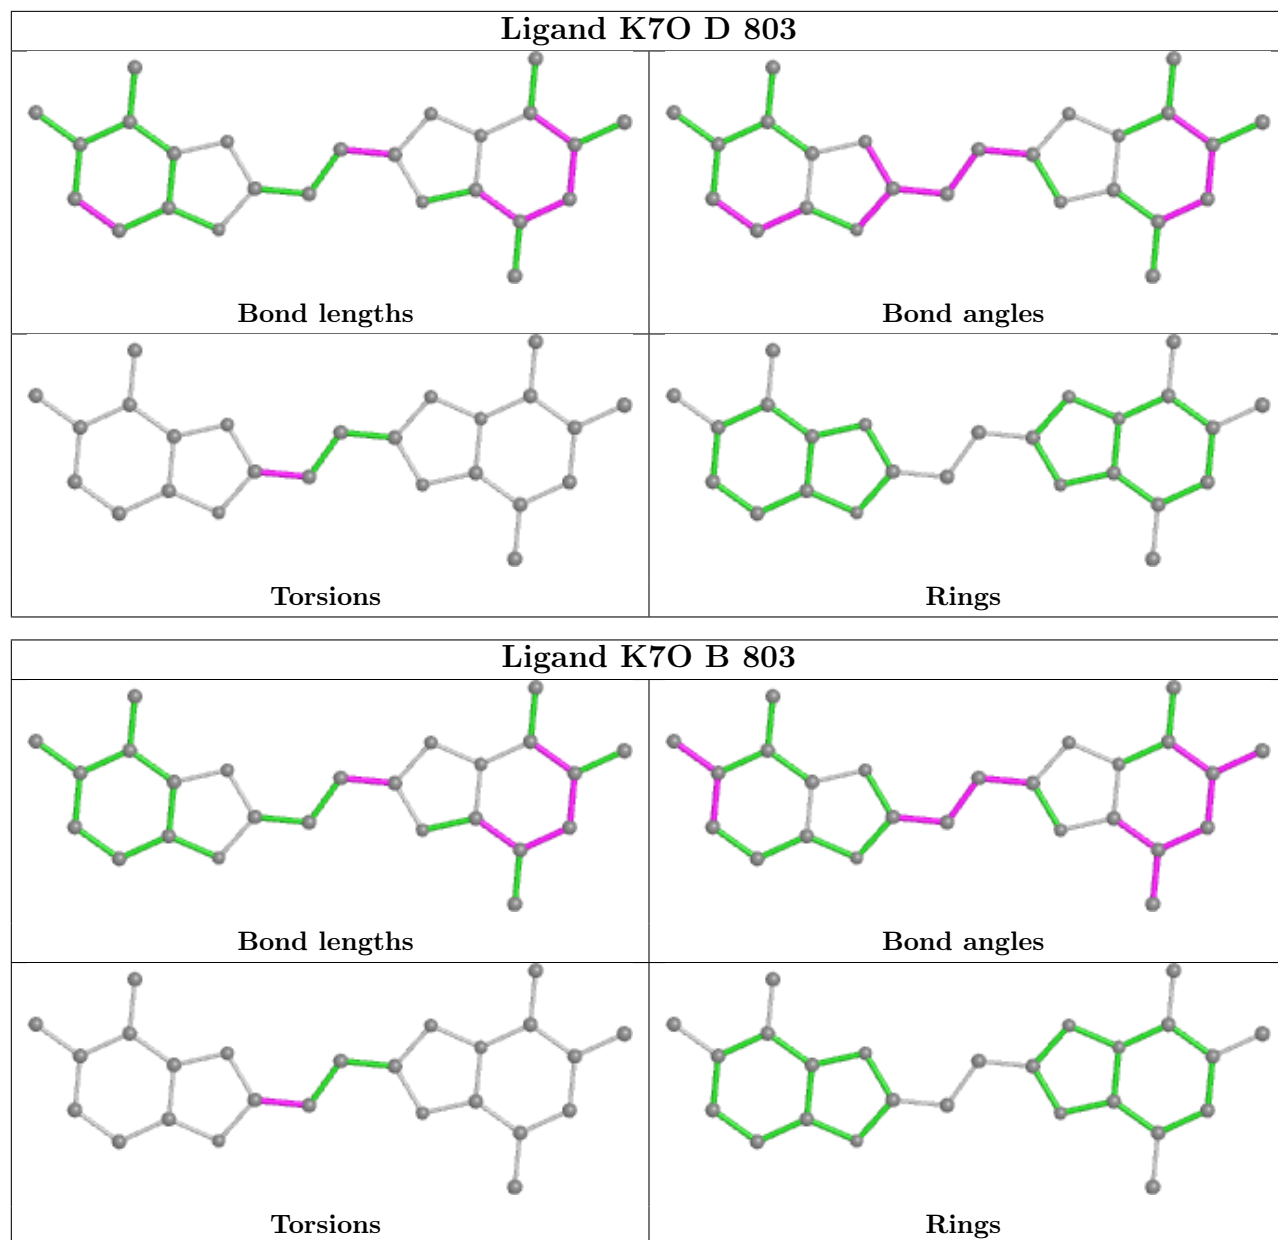 Ligand K7O D 803
Bond lengths
Bond angles
Torsions
Rings
Ligand K7O B 803
Bond lengths
Bond angles
Torsions
Rings